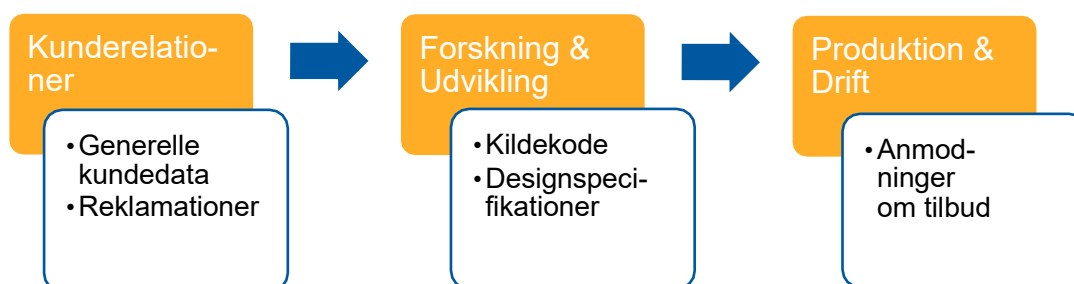 Kunderelatio-
ner
• Generelle
kundedata
• Reklamationer
Forskning &
Udvikling
• Kildekode
• Designspeci-
fikationer
Produktion &
Drift
• Anmod-
ninger
om tilbud